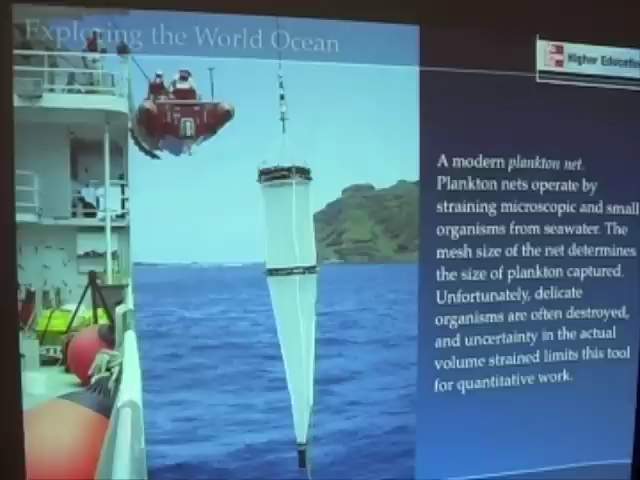 Exploring the World Ocean
Higher Educatio
A modern plankton net.
Plankton nets operate by
straining microscopic and small
organisms from seawater. The
mesh size of the net determines
the size of plankton captured.
Unfortunately, delicate
organisms are often destroyed,
and uncertainty in the actual
volume strained limits this tool
for quantitative work.